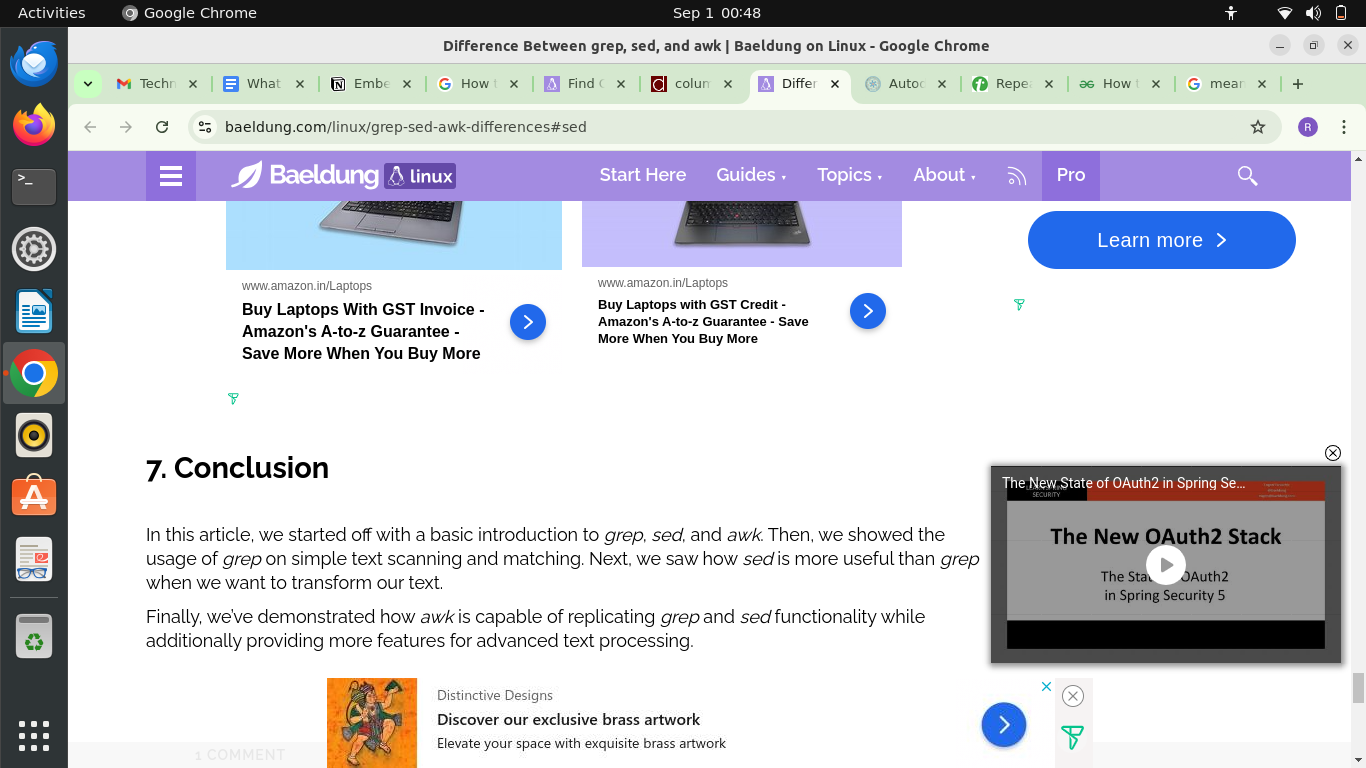 Activities
Google Chrome
Sep 1 00:48
Difference Between grep, sed, and awk | Baeldung on Linux - Google Chrome
Techn
What
Embe
How t
Find C
colum
Differ
Autoc
Repea
How t
mear
baeldung.com/linux/grep-sed-awk-differences#sed
R
Baeldung linux
Start Here
Guides
Topics
About
Pro
www.amazon.in/Laptops
Buy Laptops With GST Invoice -
Amazon's A-to-z Guarantee -
Save More When You Buy More
www.amazon.in/Laptops
Buy Laptops with GST Credit -
Amazon's A-to-z Guarantee - Save
More When You Buy More
Learn more
7. Conclusion
In this article, we started off with a basic introduction to grep, sed, and awk. Then, we showed the
usage of grep on simple text scanning and matching. Next, we saw how sed is more useful than grep
when we want to transform our text.
Finally, we've demonstrated how awk is capable of replicating grep and sed functionality while
additionally providing more features for advanced text processing.
The New State of OAuth2 in Spring Se...
SECURITY
The New OAuth2 Stack
OAuth2
in Spring Security 5
Distinctive Designs
Discover our exclusive brass artwork
Elevate your space with exquisite brass artwork
1 COMMENT